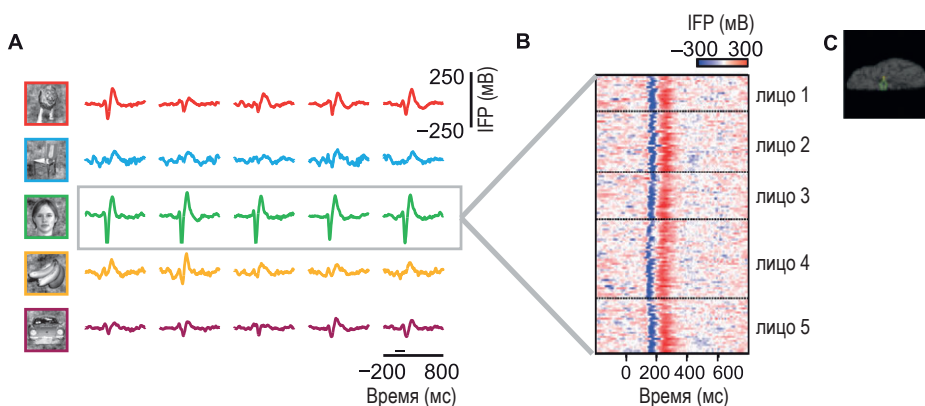 A
250
−250
IFP (мВ)
−200 800
Время (мс)
B
IFP (мВ)
−300 300
лицо 1
лицо 2
лицо 3
лицо 4
лицо 5
0 200 400 600
Время (мс)
C